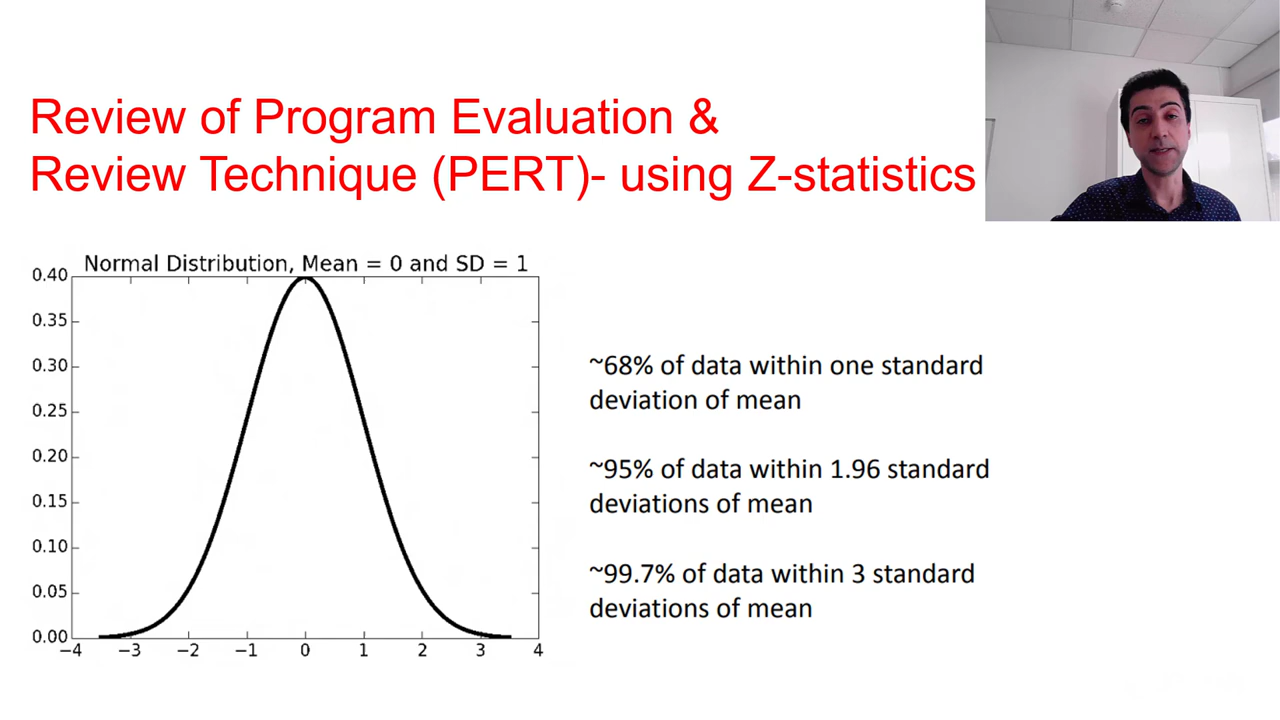 Review of Program Evaluation &
Review Technique (PERT)- using Z-statistics
Normal Distribution, Mean = 0 and SD = 1
0.40
0.35
0.30
0.25
0.20
0.15
0.10
0.05
0.00
−4 −3 −2 −1 0 1 2 3 4
~68% of data within one standard
deviation of mean
~95% of data within 1.96 standard
deviations of mean
~99.7% of data within 3 standard
deviations of mean